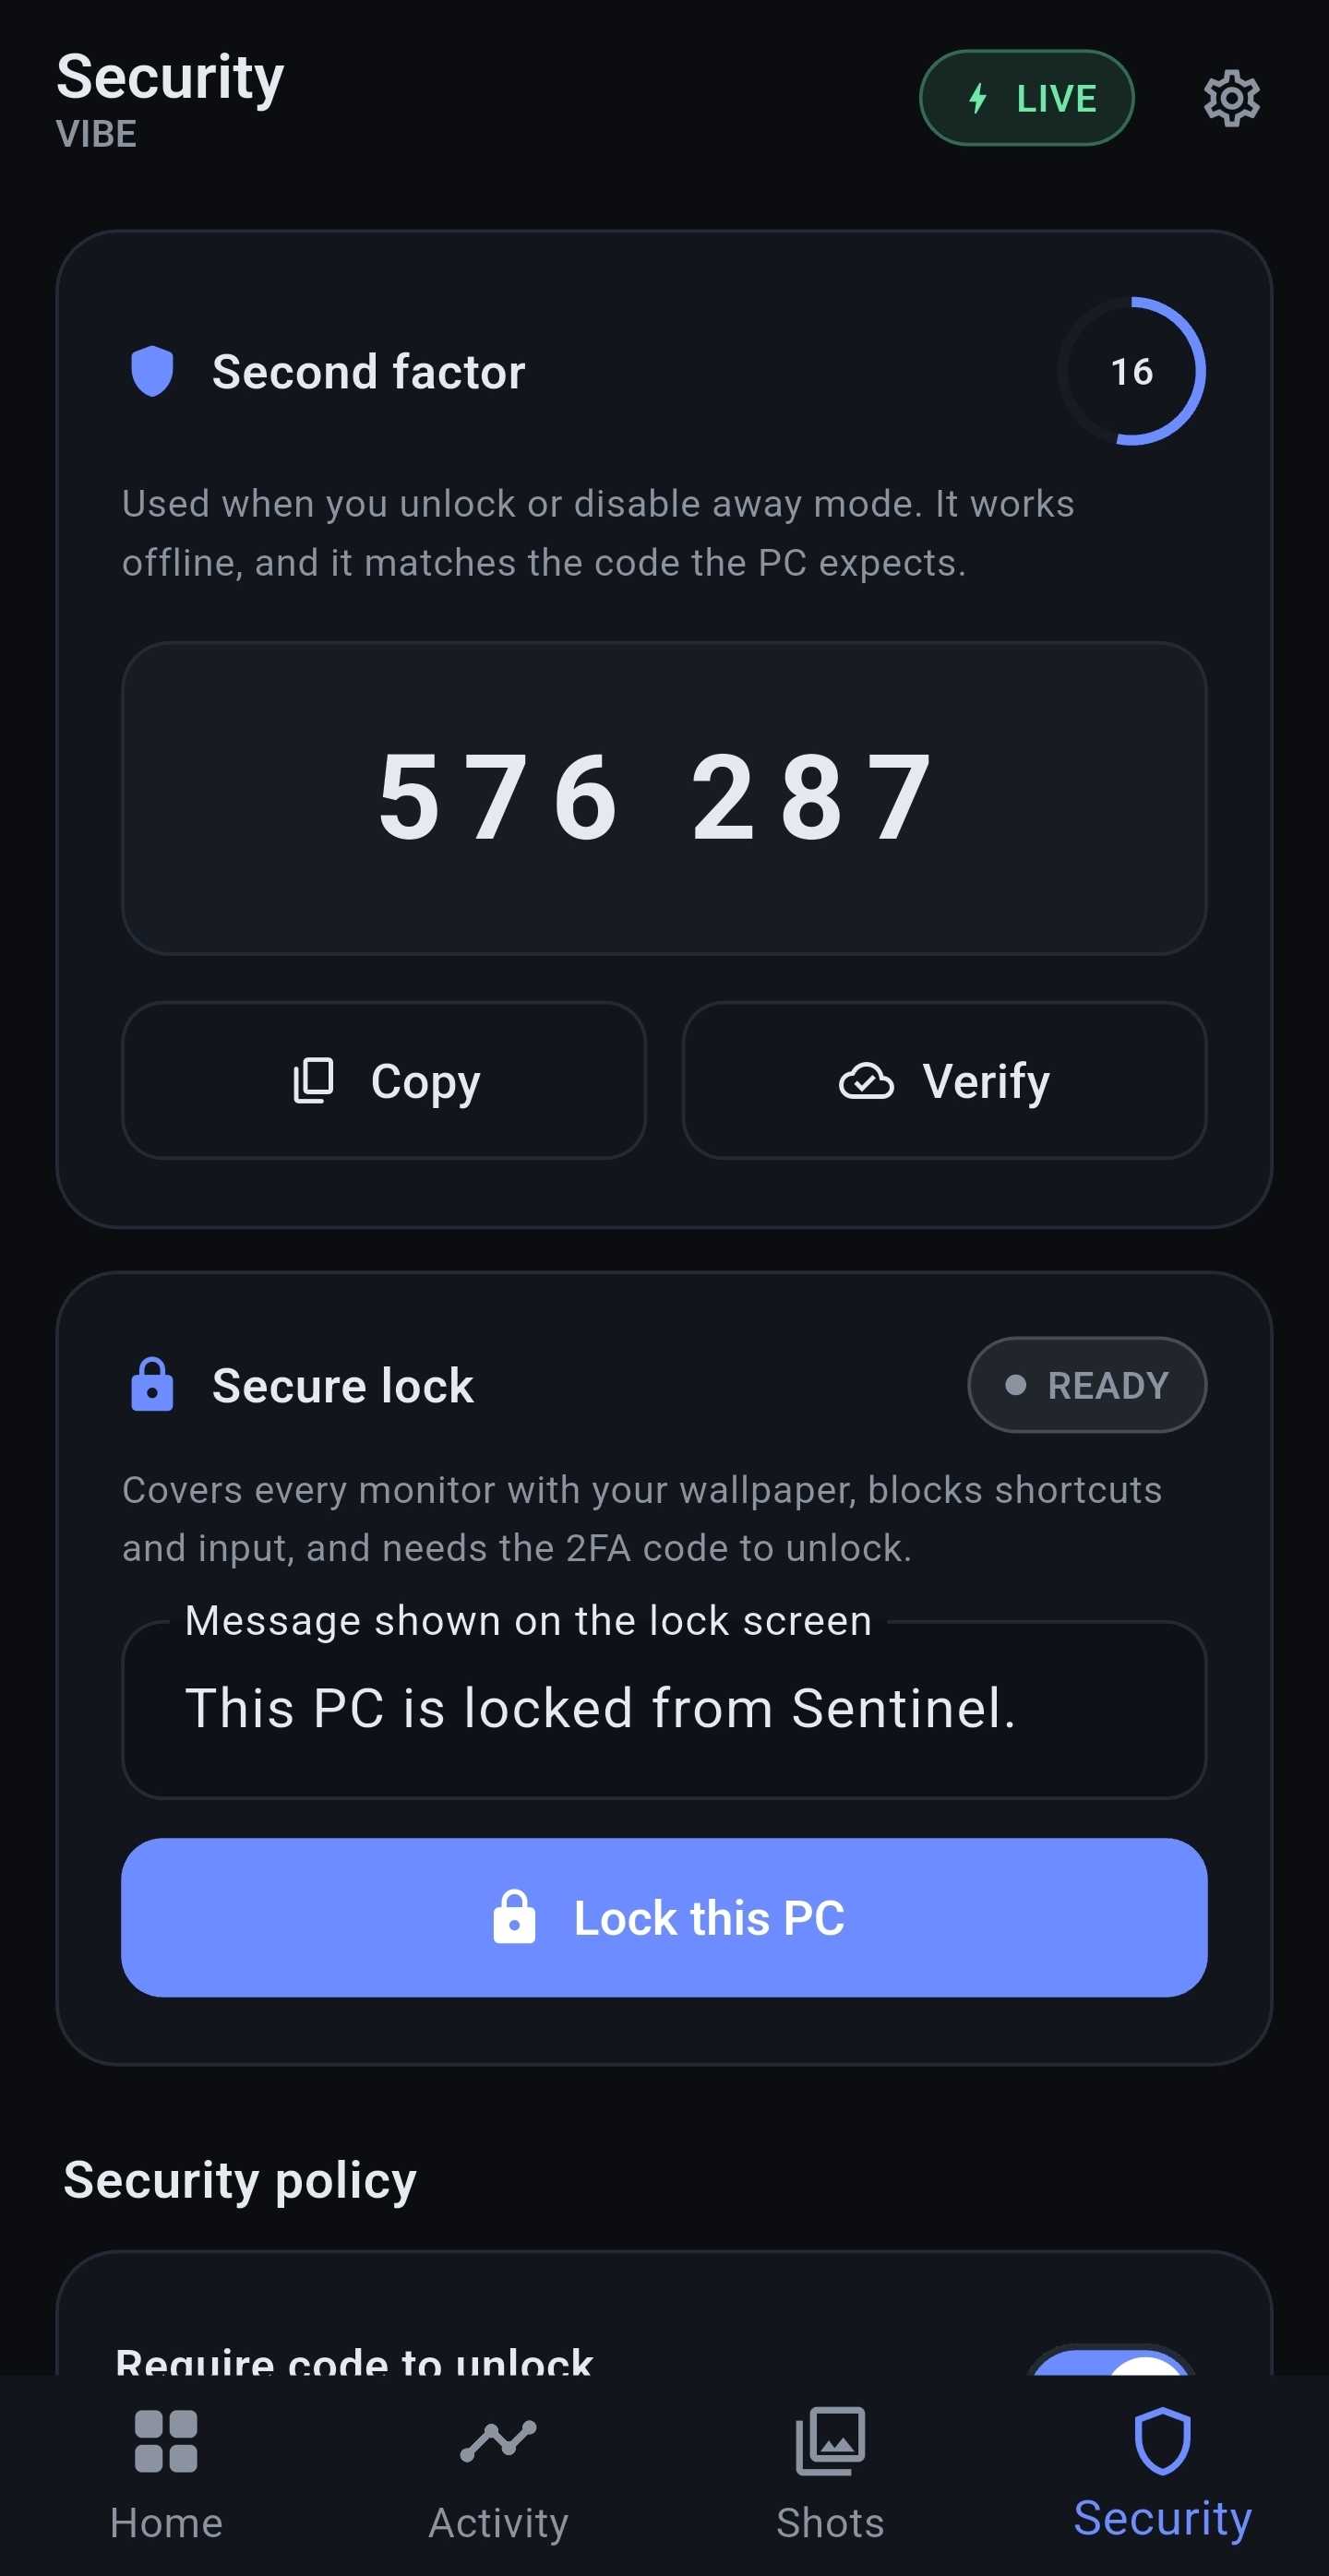 Security
VIBE
LIVE
Second factor
16
Used when you unlock or disable away mode. It works
offline, and it matches the code the PC expects.
576 287
Copy
Verify
Secure lock
READY
Covers every monitor with your wallpaper, blocks shortcuts
and input, and needs the 2FA code to unlock.
Message shown on the lock screen
This PC is locked from Sentinel.
Lock this PC
Security policy
Require code to unlock
Home
Activity
Shots
Security